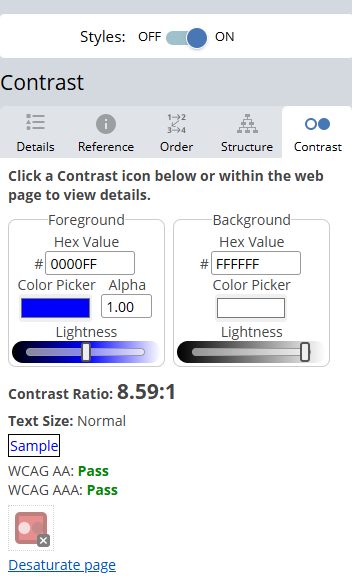 Styles: OFF ON
Contrast
Details Reference Order Structure Contrast
Click a Contrast icon below or within the web
page to view details.
Foreground Background
Hex Value Hex Value
# 0000FF # FFFFFF
Color Picker Alpha Color Picker
1.00
Lightness Lightness
Contrast Ratio: 8.59:1
Text Size: Normal
Sample
WCAG AA: Pass
WCAG AAA: Pass
Desaturate page